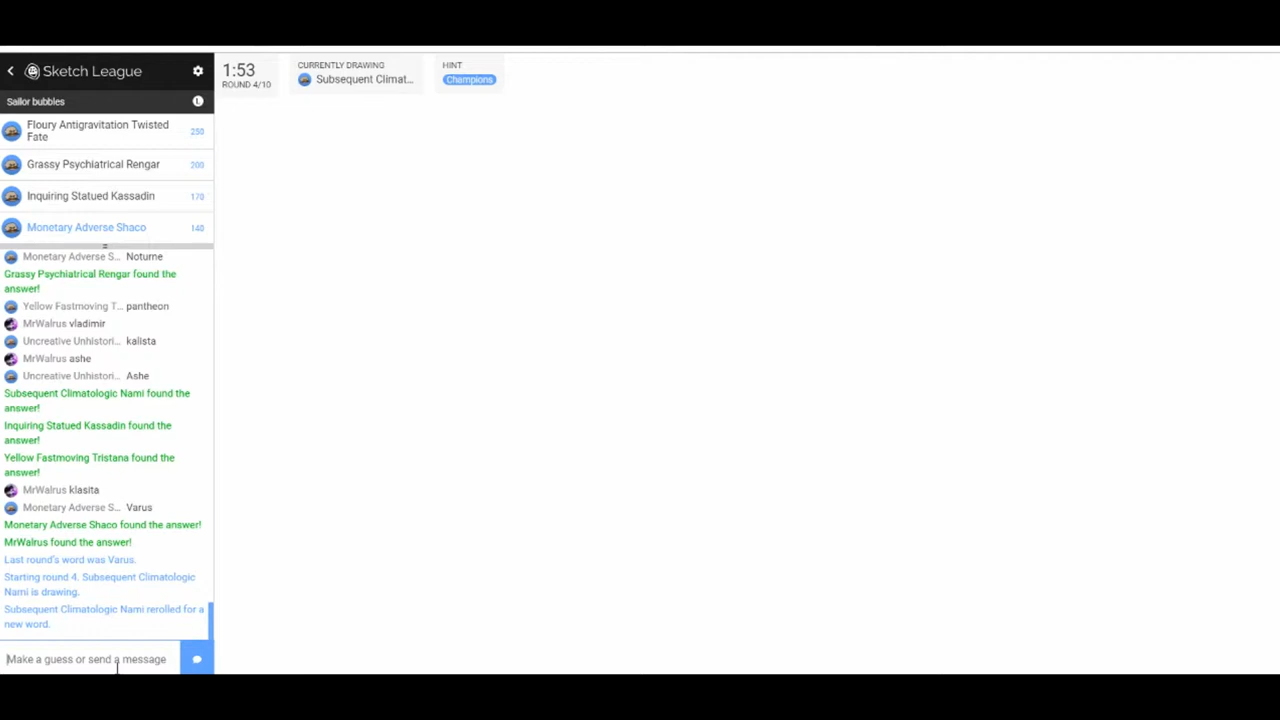 Sketch League
Sailor bubbles
L
Floury Antigravitation Twisted
Fate
250
Grassy Psychiatrical Rengar
200
Inquiring Statued Kassadin
170
Monetary Adverse Shaco
140
Monetary Adverse S... Noturne
Grassy Psychiatrical Rengar found the
answer!
Yellow Fastmoving T... pantheon
MrWalrus vladimir
Uncreative Unhistori... kalista
MrWalrus ashe
Uncreative Unhistori... Ashe
Subsequent Climatologic Nami found the
answer!
Inquiring Statued Kassadin found the
answer!
Yellow Fastmoving Tristana found the
answer!
MrWalrus klasita
Monetary Adverse S... Varus
Monetary Adverse Shaco found the answer!
MrWalrus found the answer!
Last round's word was Varus.
Starting round 4. Subsequent Climatologic
Nami is drawing.
Subsequent Climatologic Nami rerolled for a
new word.
Make a guess or send a message
1:53
ROUND 4/10
CURRENTLY DRAWING
Subsequent Climat...
HINT
Champions